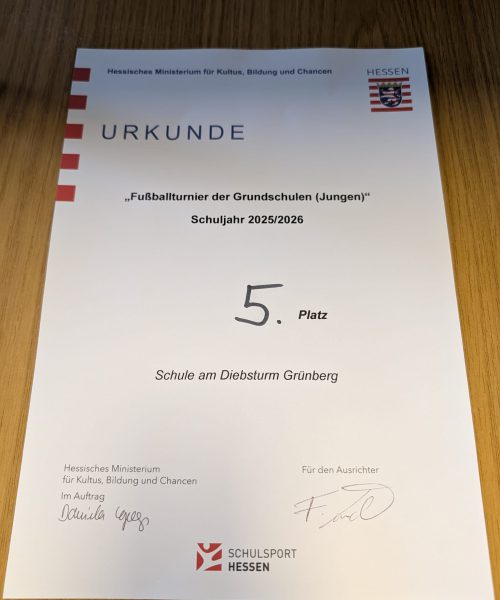 Hessisches Ministerium für Kultus, Bildung und Chancen
HESSEN
URKUNDE
„Fußballturnier der Grundschulen (Jungen)“
Schuljahr 2025/2026
5. Platz
Schule am Diebsturm Grünberg
Hessisches Ministerium
für Kultus, Bildung und Chancen
Im Auftrag
Daniela
Für den Ausrichter
SCHULSPORT
HESSEN